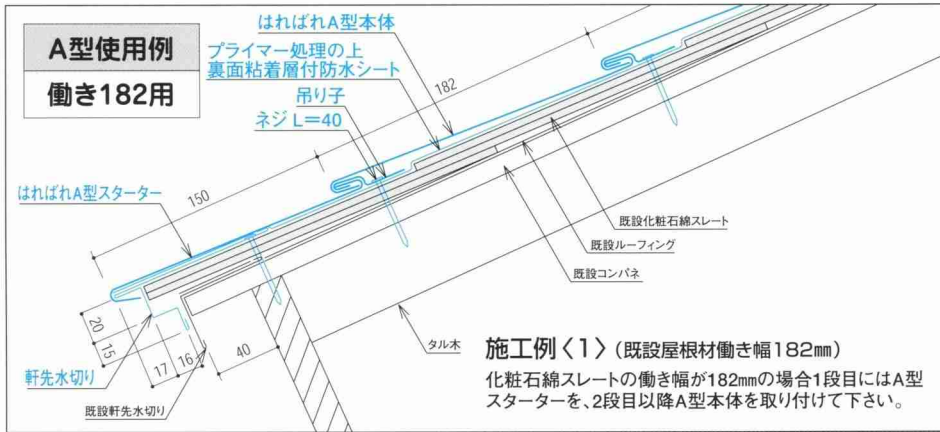 A型使用例
働き182用
はればれA型本体
プライマー処理の上
裏面粘着層付防水シート
吊り子
ネジ L=40
182
150
はればれA型スターター
既設化粧石綿スレート
既設ルーフィング
既設コンパネ
タル木
20
15
17
16
40
軒先水切り
既設軒先水切り
施工例〈1〉(既設屋根材働き幅182㎜)
化粧石綿スレートの働き幅が182㎜の場合1段目にはA型
スターターを、2段目以降A型本体を取り付けて下さい。